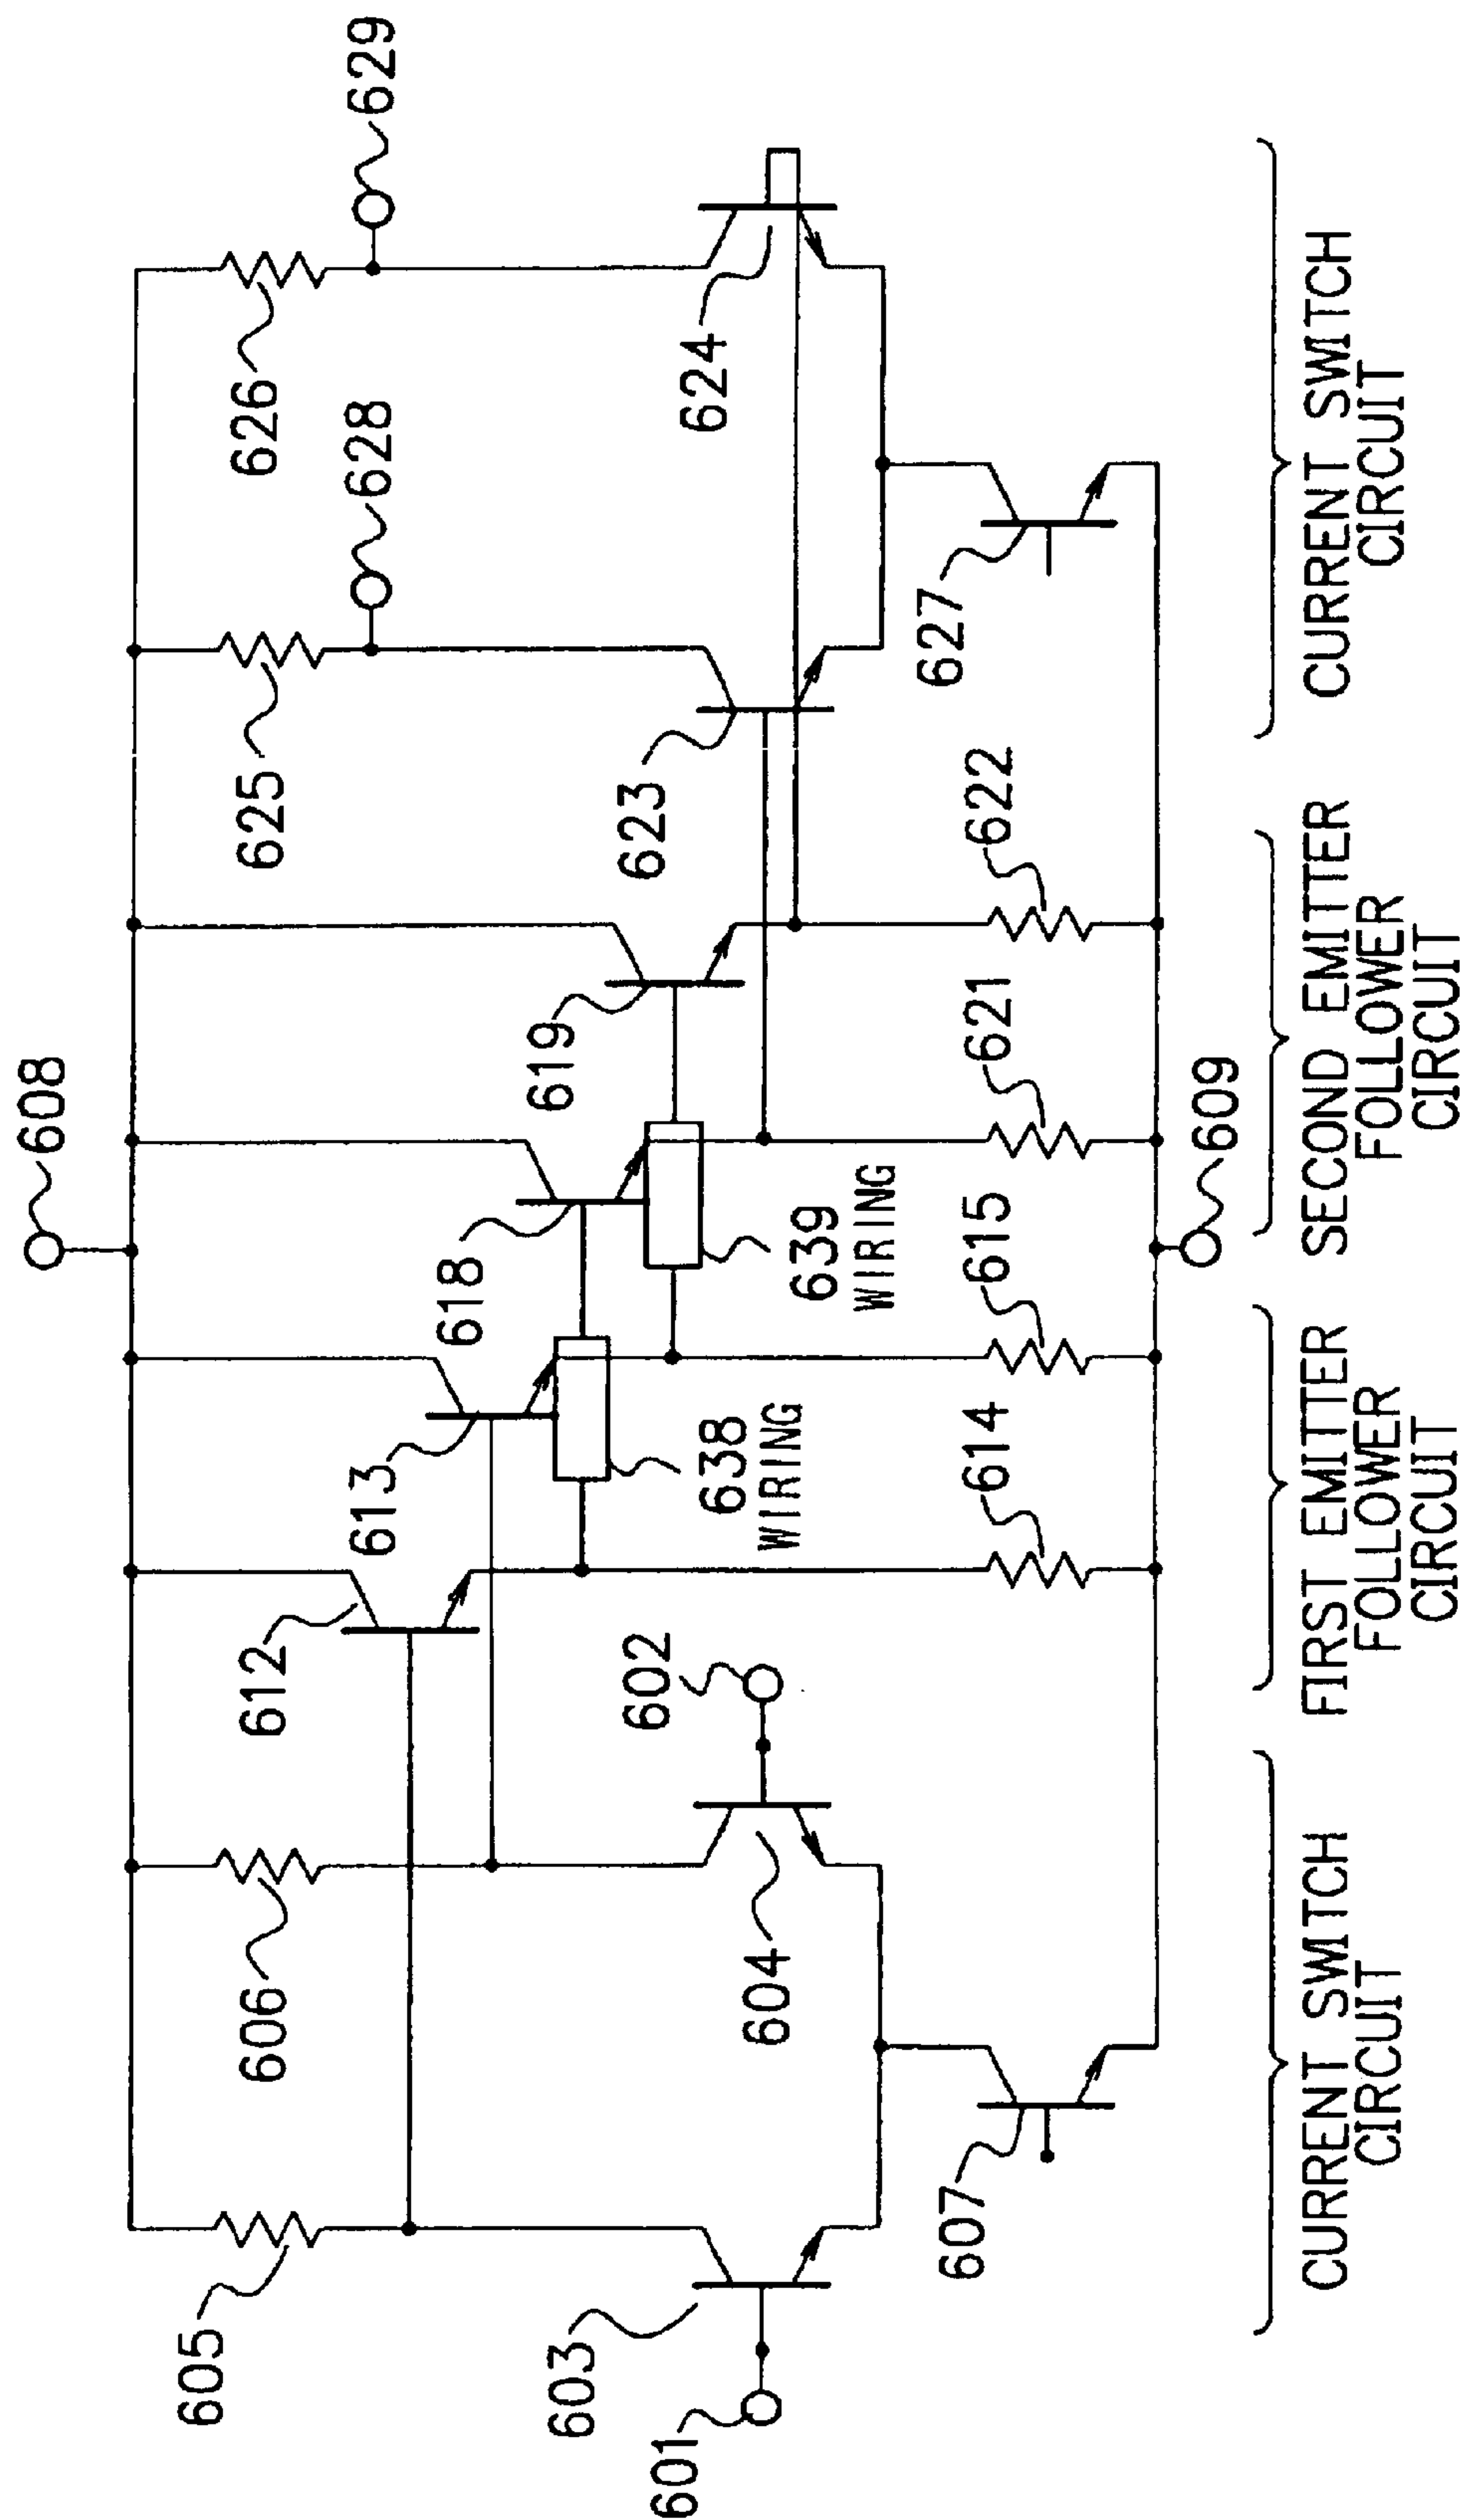 608
605
606
612
613
618
619
625
626
628
629
601
603
604
602
638
WIRING
639
WIRING
623
624
607
614
615
621
622
627
609
CURRENT SWITCH
CIRCUIT
FIRST EMITTER
FOLLOWER
CIRCUIT
SECOND EMITTER
FOLLOWER
CIRCUIT
CURRENT SWITCH
CIRCUIT